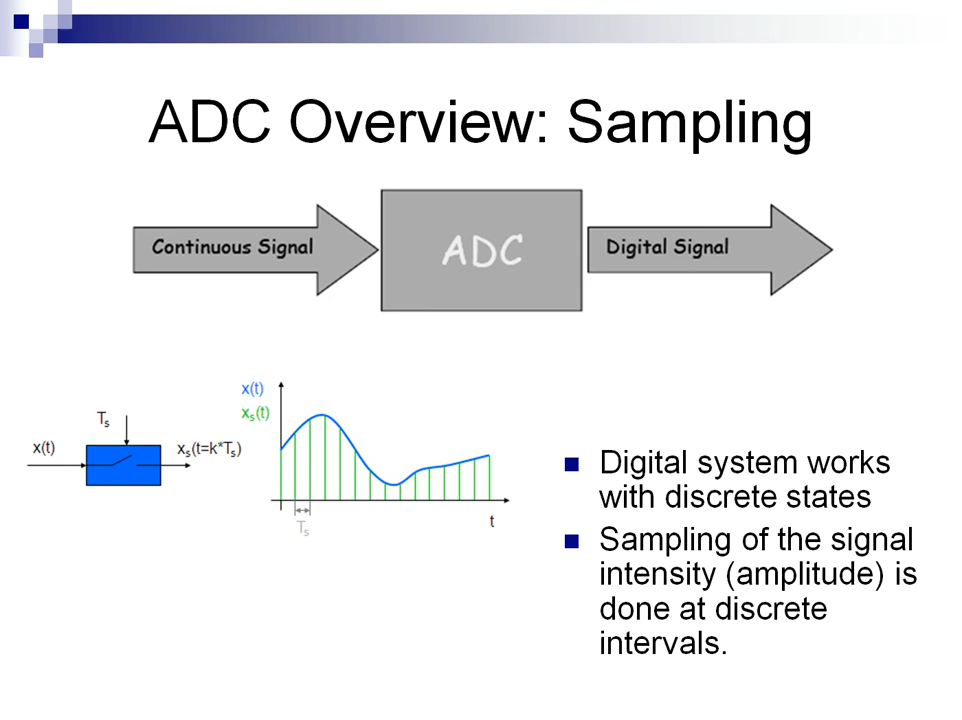 ADC Overview: Sampling
Continuous Signal
ADC
Digital Signal
x(t)
Ts
xs(t=k*Ts)
x(t)
xs(t)
Ts
t
Digital system works
with discrete states
Sampling of the signal
intensity (amplitude) is
done at discrete
intervals.